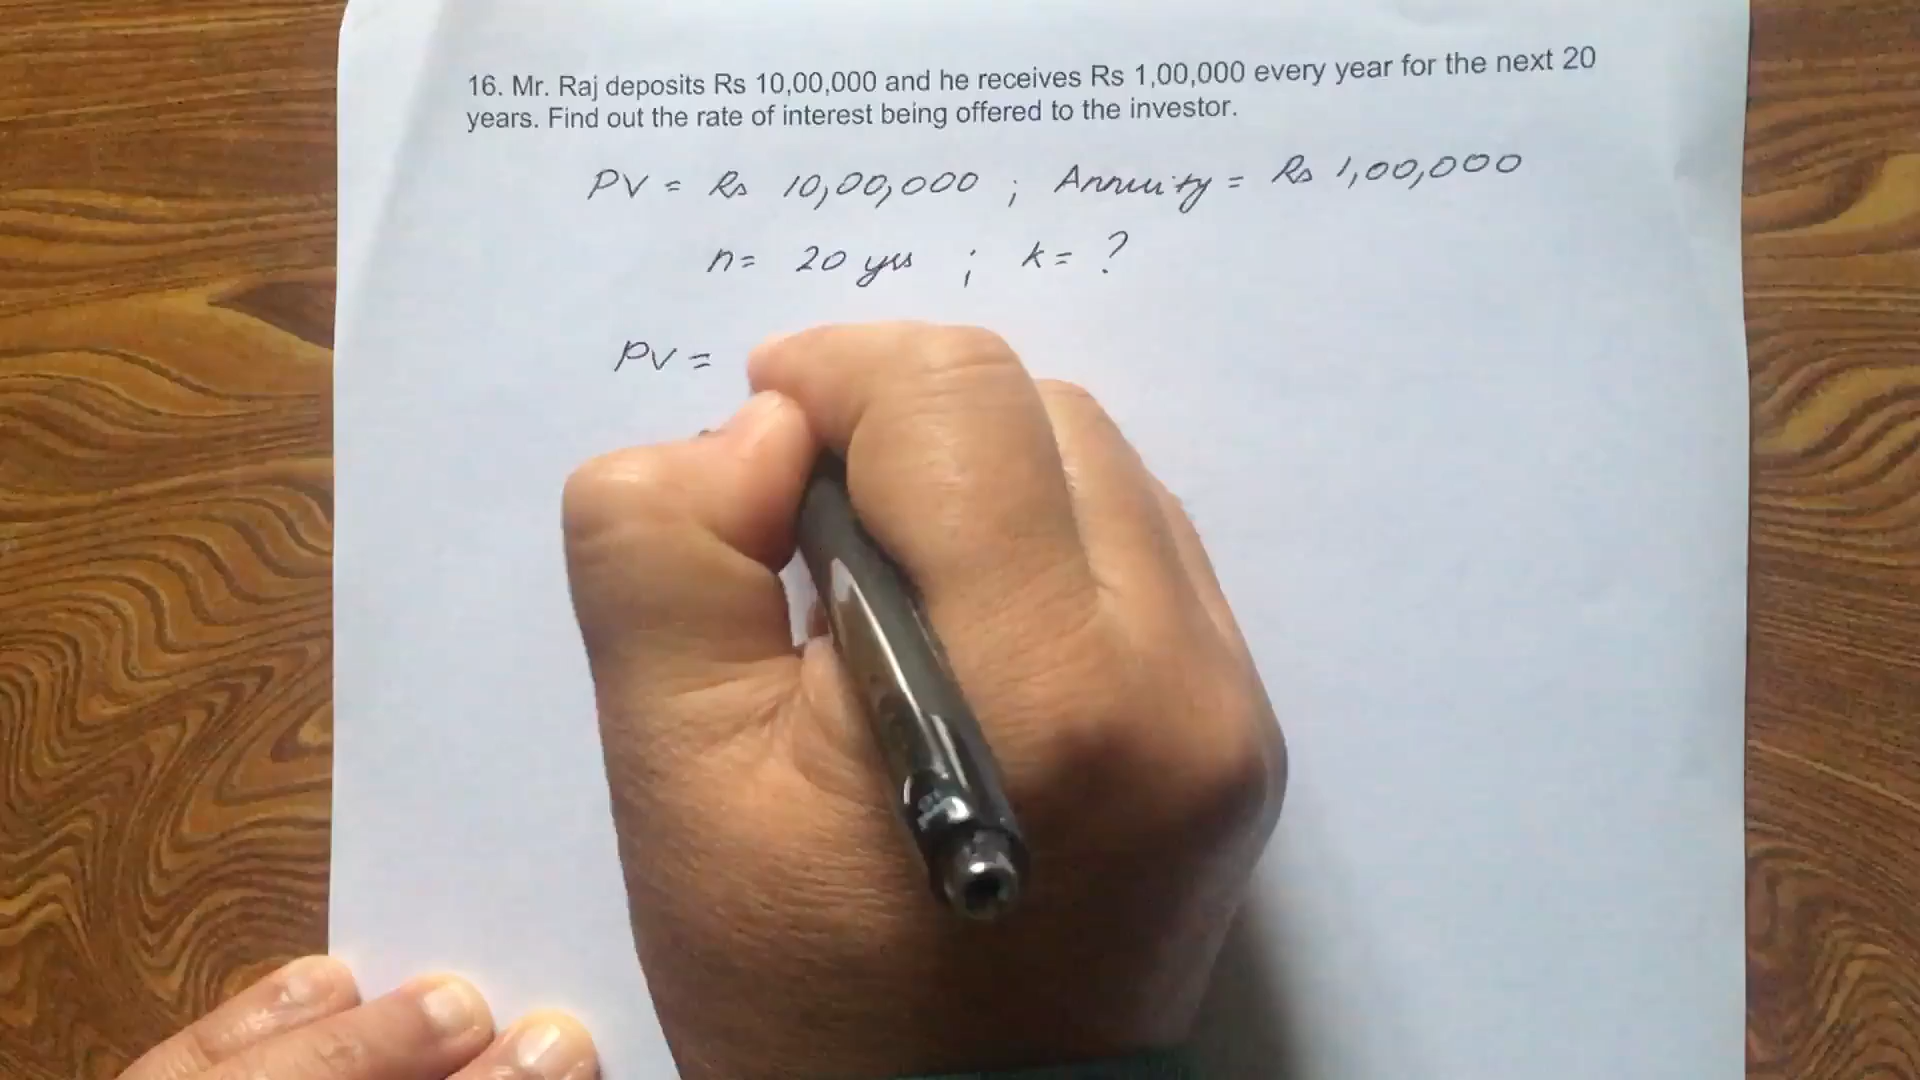 16. Mr. Raj deposits Rs 10,00,000 and he receives Rs 1,00,000 every year for the next 20
years. Find out the rate of interest being offered to the investor.
PV = Rs 10,00,000 ; Annuity = Rs 1,00,000
n = 20 yrs ; k = ?
PV =